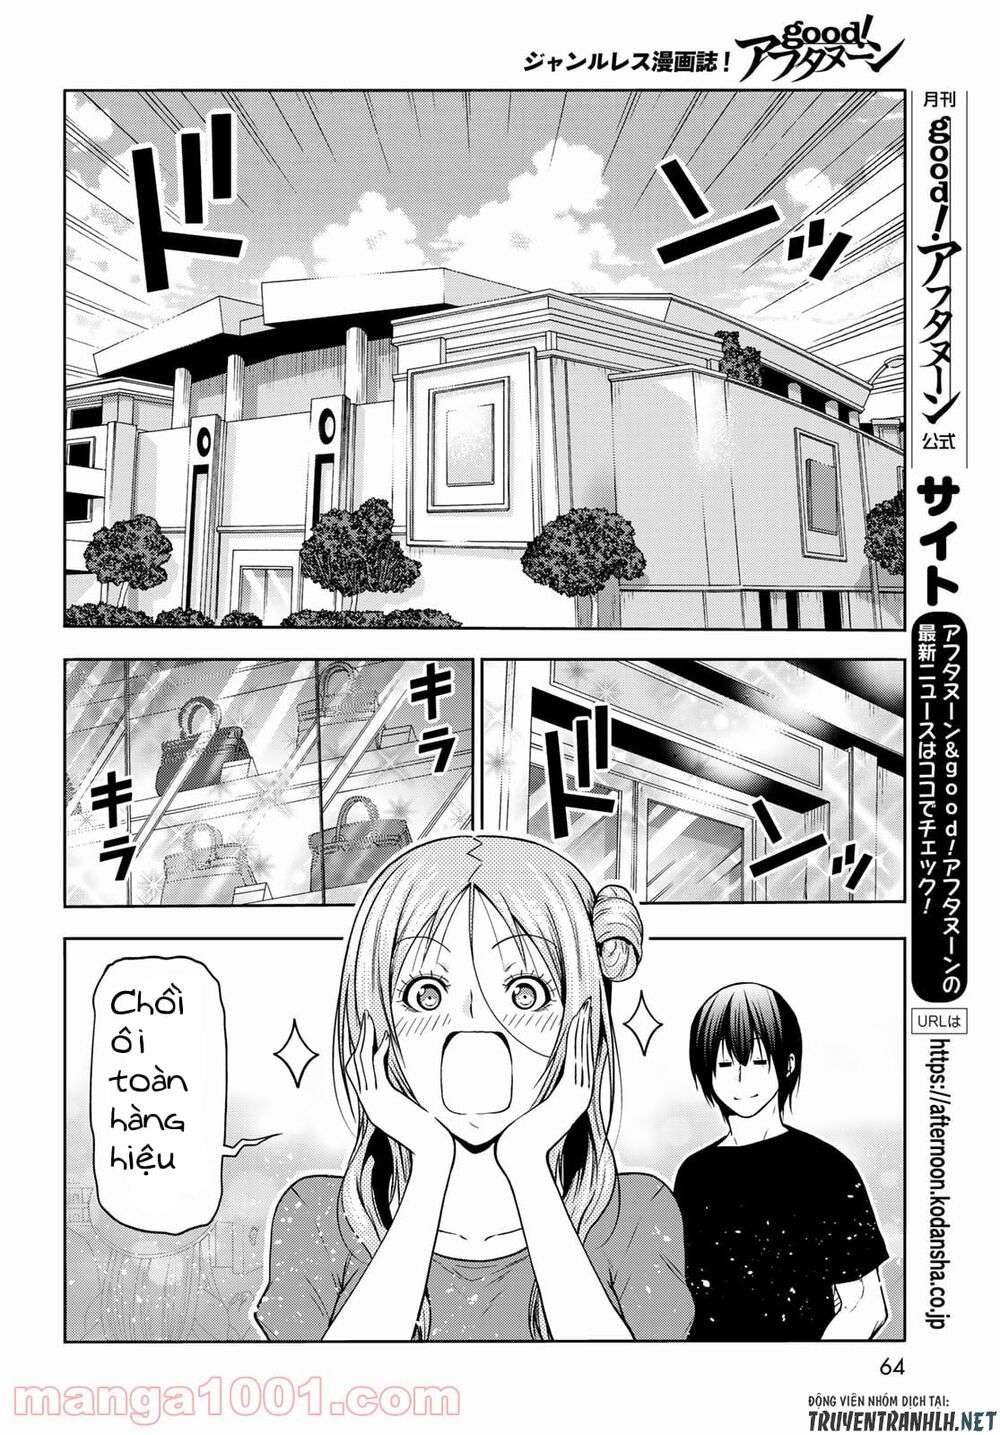 ジャンルレス漫画誌!
good!
アフタヌーン
月刊
good!アフタヌーン
公式
サイト
アフタヌーン&good!アフタヌーンの
最新ニュースはココでチェック!
URLは
https://afternoon.kodansha.co.jp
ドンッ
ドンッ
キラ
キラ
Chồi
ôi
toàn
hàng
hiệu
64
manga1001.com
ĐỘNG VIÊN NHÓM DỊCH TẠI:
TRUYENTRANHLH.NET